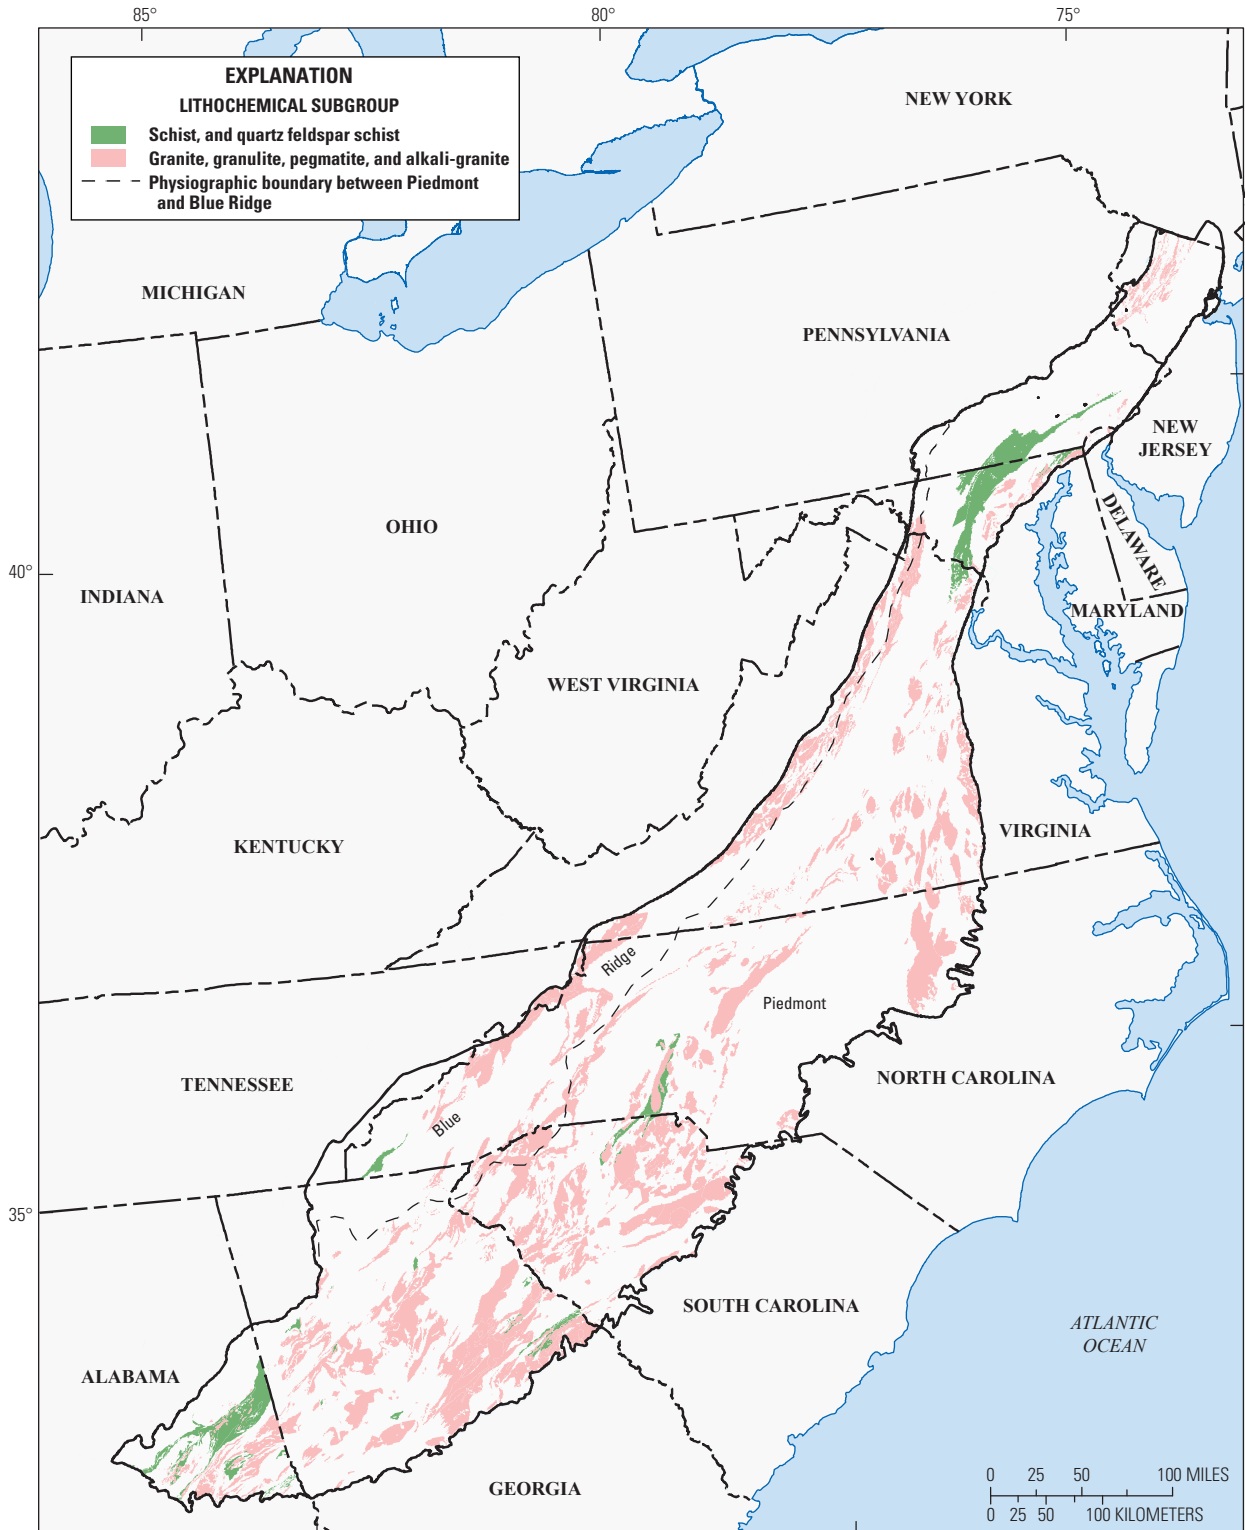 85°
80°
75°
EXPLANATION
LITHOCHEMICAL SUBGROUP
Schist, and quartz feldspar schist
Granite, granulite, pegmatite, and alkali-granite
Physiographic boundary between Piedmont
and Blue Ridge
NEW YORK
MICHIGAN
PENNSYLVANIA
NEW
JERSEY
OHIO
DELAWARE
40°
INDIANA
MARYLAND
WEST VIRGINIA
VIRGINIA
KENTUCKY
Ridge
Piedmont
TENNESSEE
NORTH CAROLINA
Blue
35°
SOUTH CAROLINA
ATLANTIC
OCEAN
ALABAMA
GEORGIA
0 25 50 100 MILES
0 25 50 100 KILOMETERS